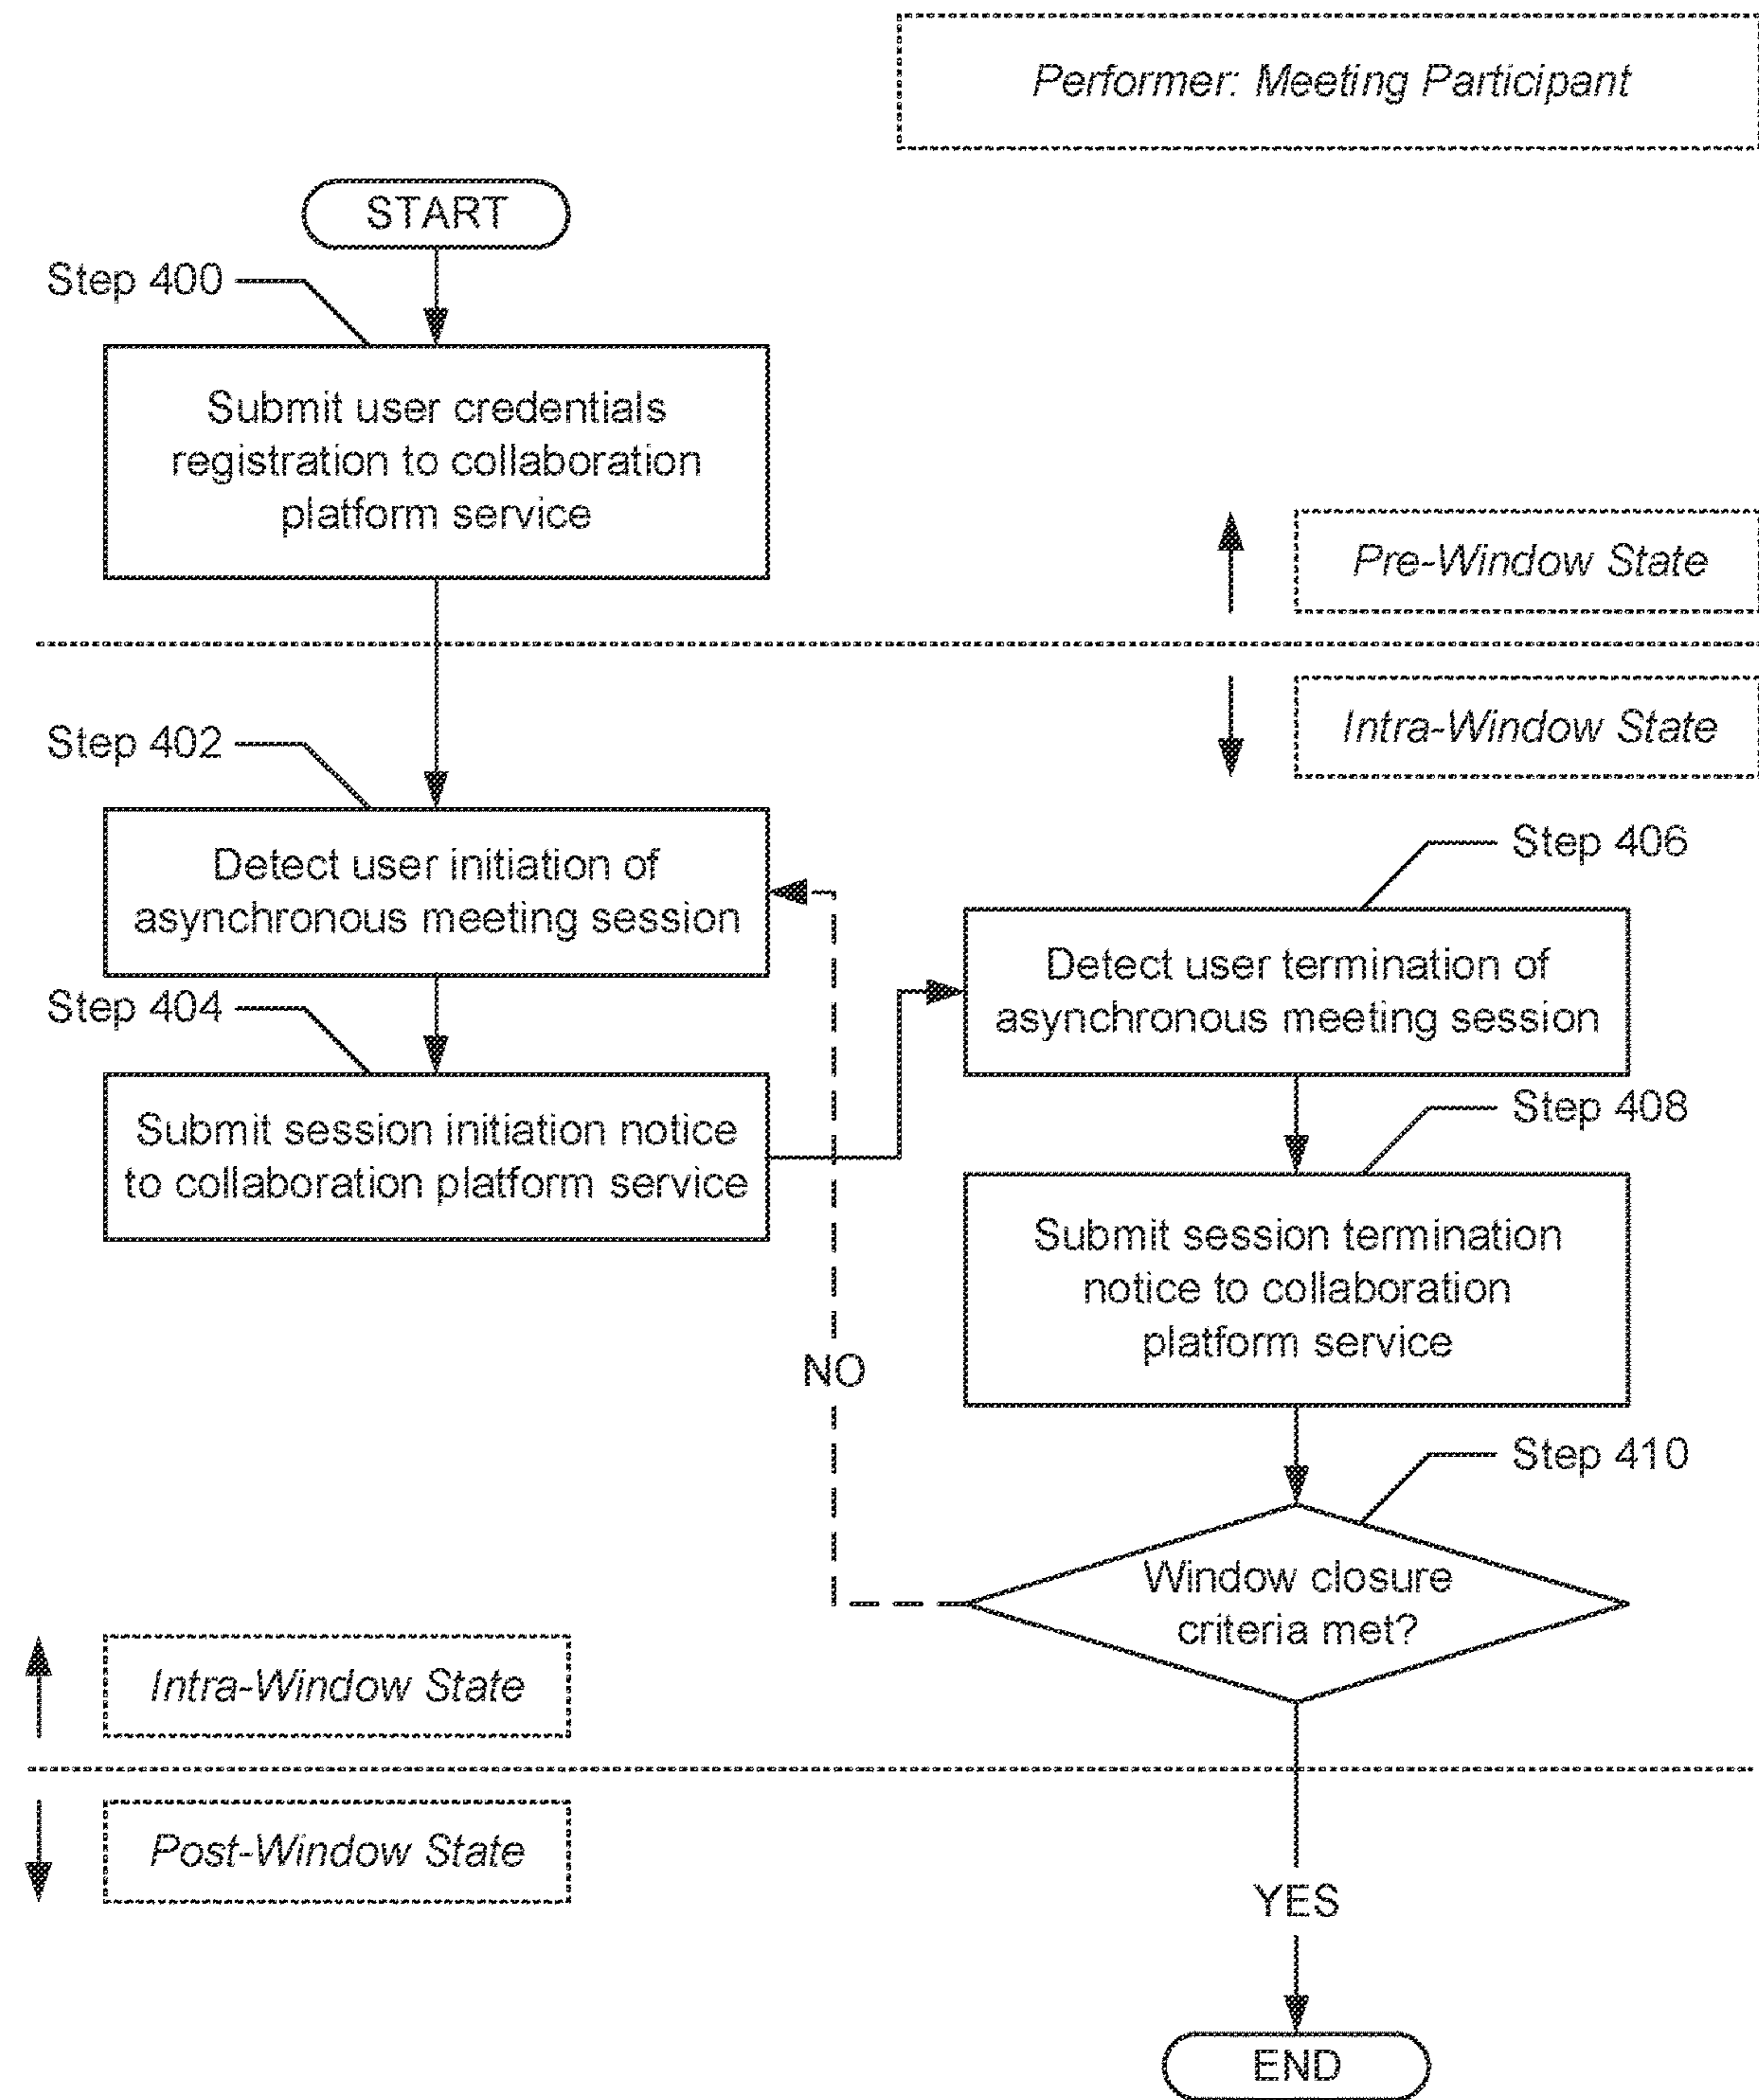 Performer: Meeting Participant
START
Step 400
Submit user credentials
registration to collaboration
platform service
Pre-Window State
Intra-Window State
Step 402
Detect user initiation of
asynchronous meeting session
Step 404
Submit session initiation notice
to collaboration platform service
Step 406
Detect user termination of
asynchronous meeting session
Step 408
Submit session termination
notice to collaboration
platform service
NO
Step 410
Window closure
criteria met?
Intra-Window State
Post-Window State
YES
END